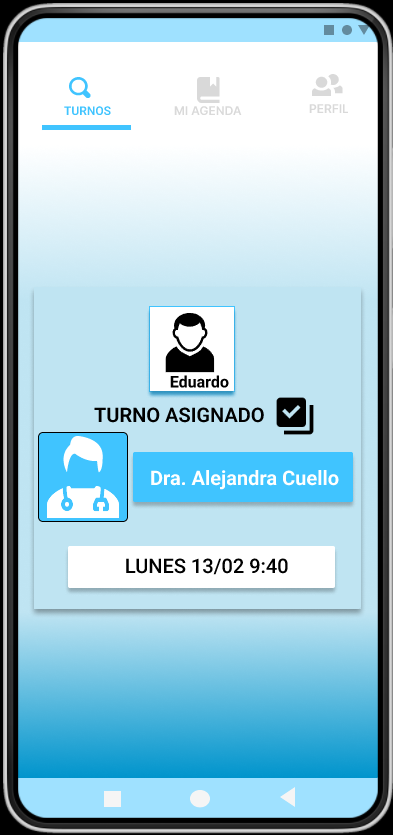 TURNOS
MI AGENDA
PERFIL
Eduardo
TURNO ASIGNADO
Dra. Alejandra Cuello
LUNES 13/02 9:40